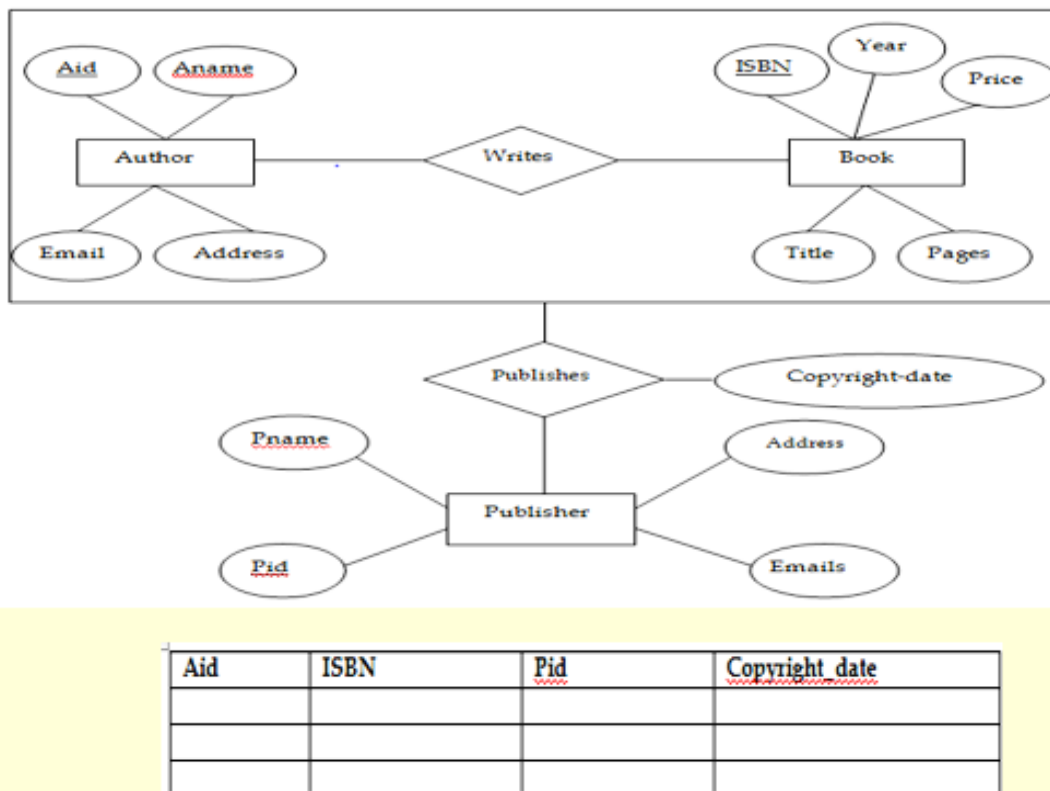 Year
ISBN
Price
Aid Aname
Author Writes Book
Email Address Title Pages
Publishes Copyright-date
Pname Address
Publisher
Pid Emails
Aid ISBN Pid Copyright_date